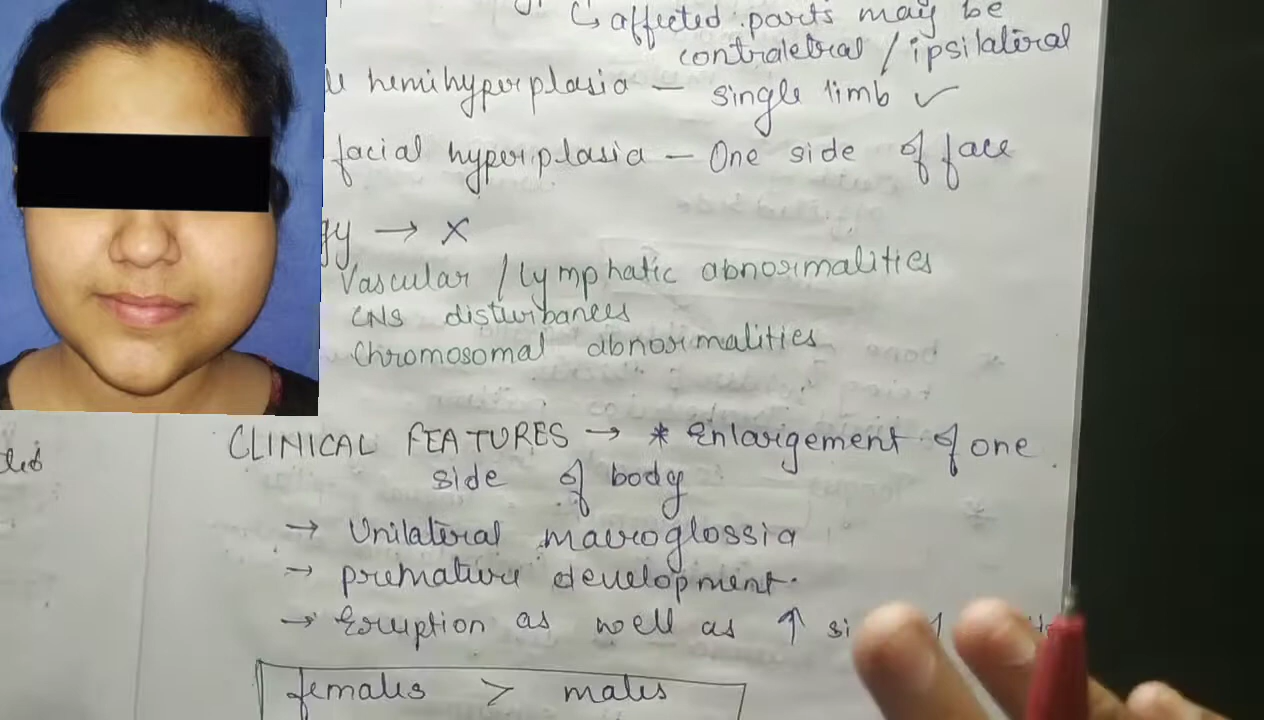 ↳ affected parts may be
contraletral / ipsilateral
hemihyperplasia — single limb ✓
facial hyperplasia — One side of face
gy → x
Vascular / lymphatic abnormalities
CNS disturbances
Chromosomal abnormalities
CLINICAL FEATURES → * Enlargement of one
side of body
→ Unilateral macroglossia
→ premature development.
→ Eruption as well as ↑ si
females > males